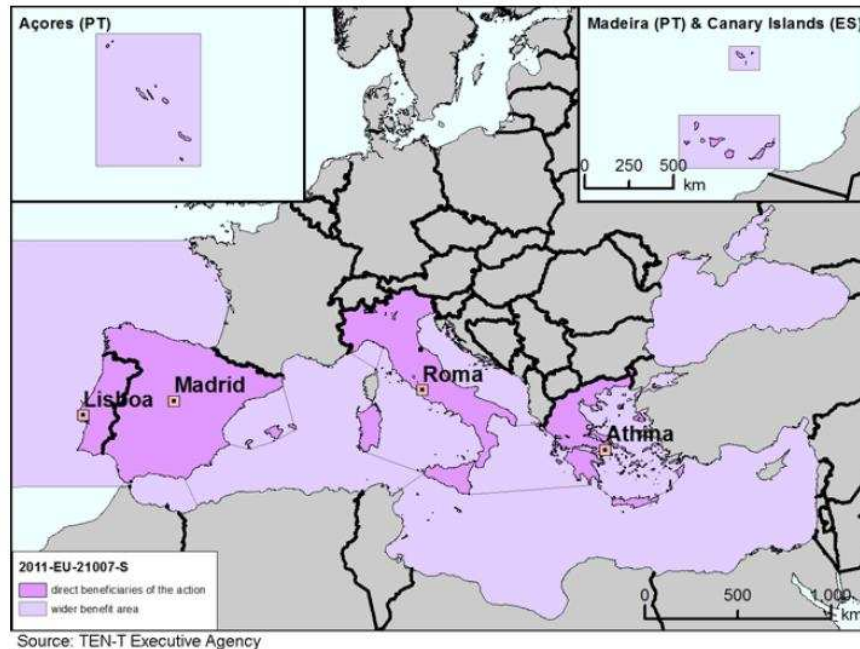 Açores (PT)
Madeira (PT) & Canary Islands (ES)
0 250 500
km
Lisboa
Madrid
Roma
Athina
2011-EU-21007-S
direct beneficiaries of the action
wider benefit area
0 500 1,000
km
Source: TEN-T Executive Agency